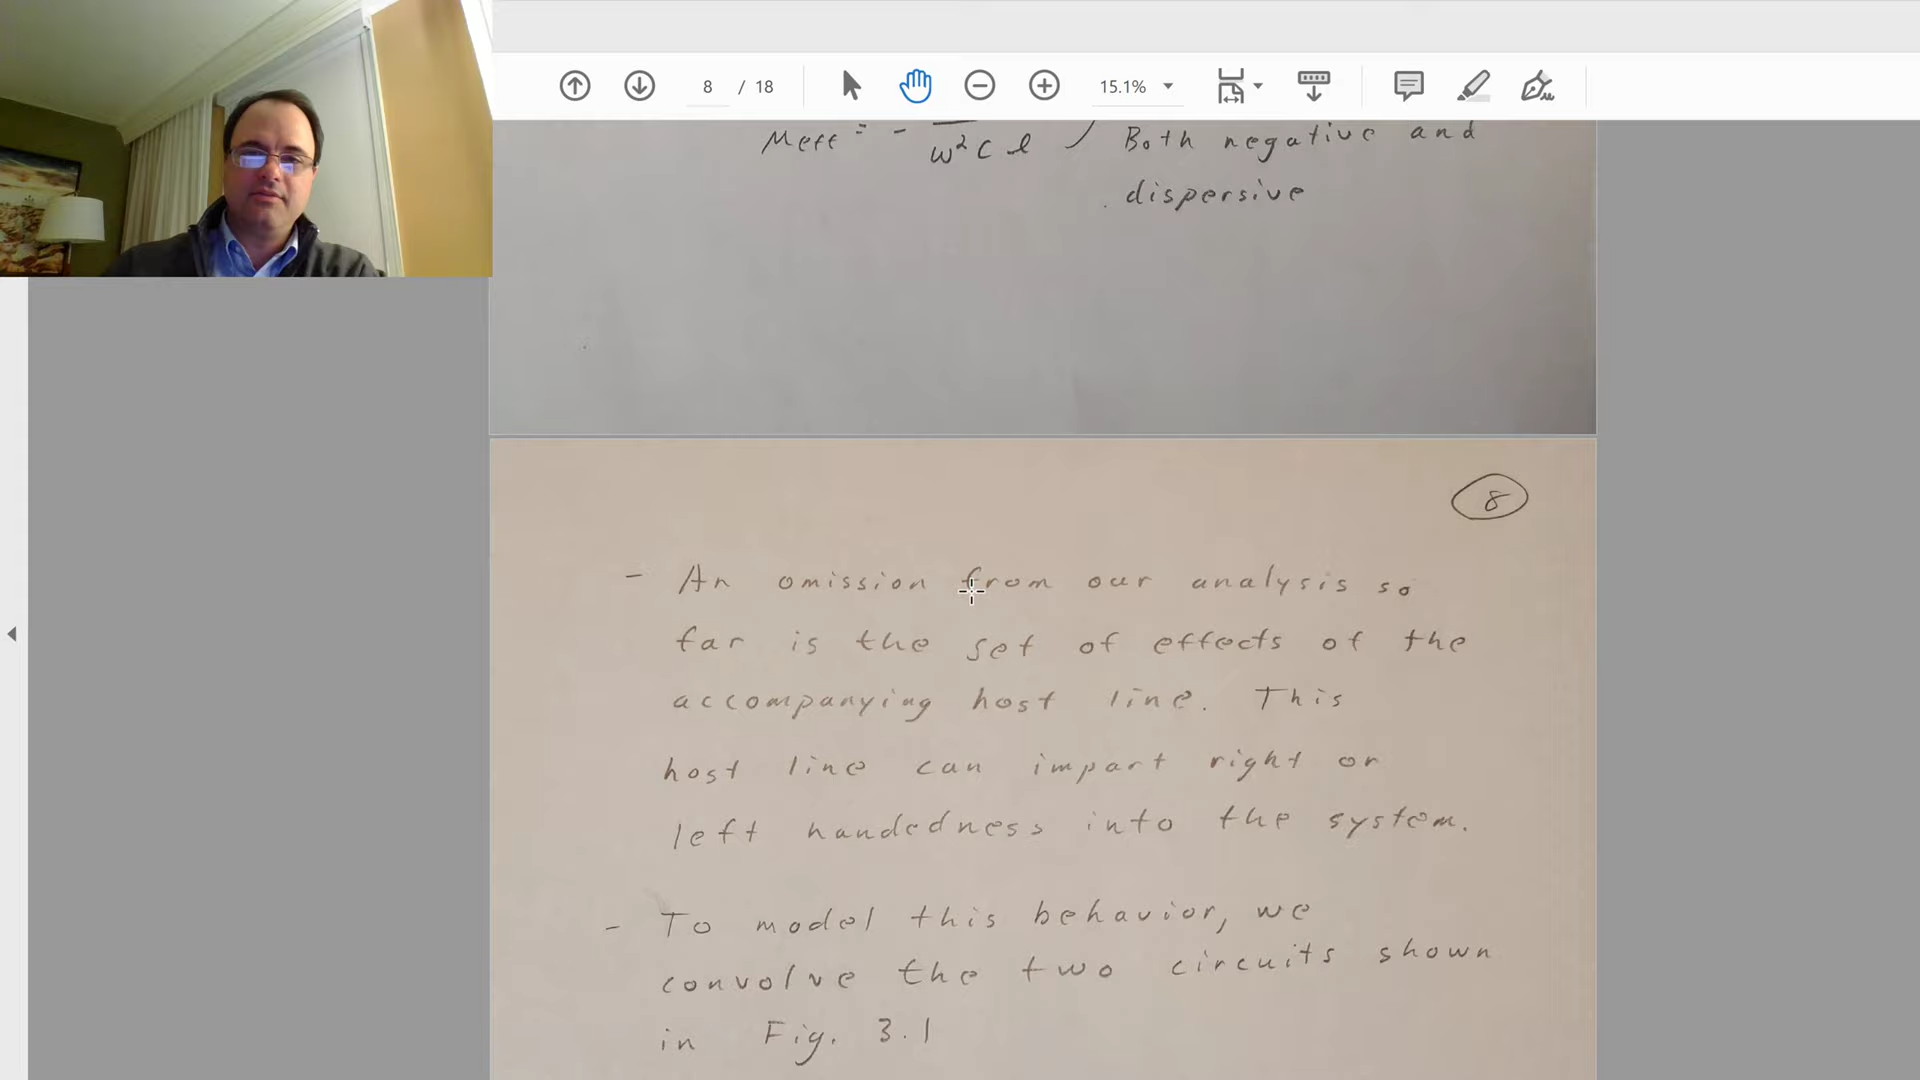 8 / 18
15.1%
Meff = - ω²Cl Both negative and
dispersive
8
- An omission from our analysis so
far is the set of effects of the
accompanying host line. This
host line can impart right or
left handedness into the system.
- To model this behavior, we
convolve the two circuits shown
in Fig. 3.1